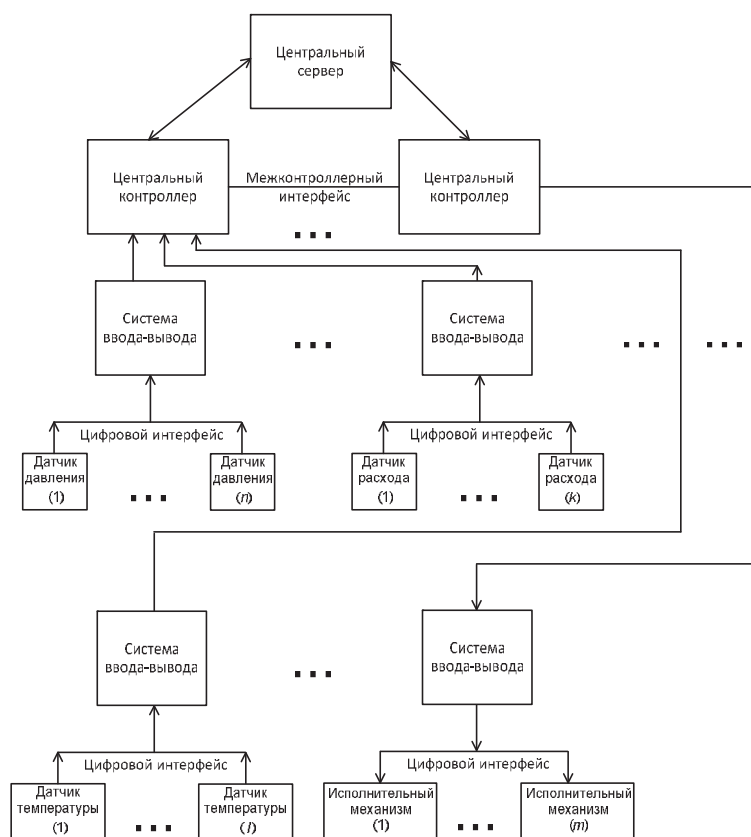 Центральный
сервер
Центральный
контроллер
Межконтроллерный
интерфейс
Центральный
контроллер
Система
ввода-вывода
Система
ввода-вывода
Цифровой интерфейс
Цифровой интерфейс
Датчик
давления
(1)
Датчик
давления
(n)
Датчик
расхода
(1)
Датчик
расхода
(k)
Система
ввода-вывода
Система
ввода-вывода
Цифровой интерфейс
Цифровой интерфейс
Датчик
температуры
(1)
Датчик
температуры
(l)
Исполнительный
механизм
(1)
Исполнительный
механизм
(m)